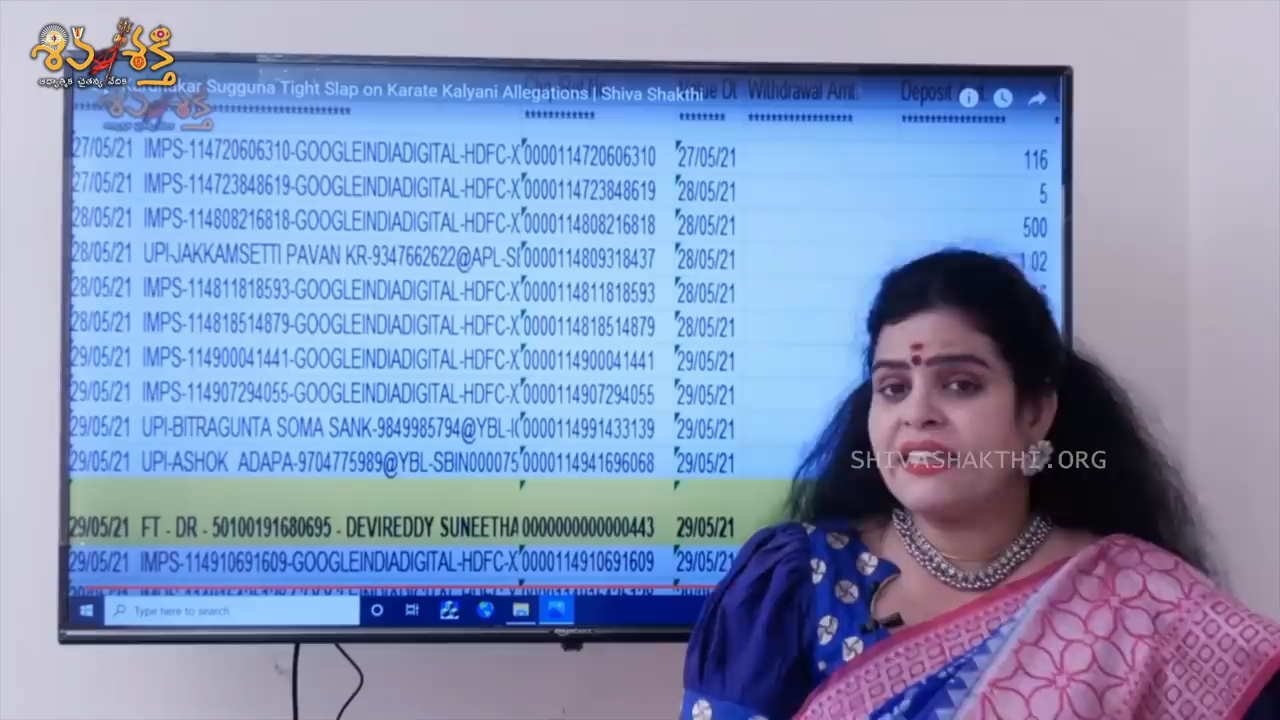 శివశక్తి
ఆధ్యాత్మిక చైతన్య వేదిక
Karunakar Sugguna Tight Slap on Karate Kalyani Allegations | Shiva Shakthi
Withdrawal Amt.
27/05/21 IMPS-114720606310-GOOGLEINDIADIGITAL-HDFC-X 0000114720606310 27/05/21 116
27/05/21 IMPS-114723848619-GOOGLEINDIADIGITAL-HDFC-X 0000114723848619 28/05/21 5
28/05/21 IMPS-114808216818-GOOGLEINDIADIGITAL-HDFC-X 0000114808216818 28/05/21 500
28/05/21 UPI-JAKKAMSETTI PAVAN KR-9347662622@APL-SI 0000114809318437 28/05/21
28/05/21 IMPS-114811818593-GOOGLEINDIADIGITAL-HDFC-X 0000114811818593 28/05/21
28/05/21 IMPS-114818514879-GOOGLEINDIADIGITAL-HDFC-X 0000114818514879 28/05/21
29/05/21 IMPS-114900041441-GOOGLEINDIADIGITAL-HDFC-X 0000114900041441 29/05/21
29/05/21 IMPS-114907294055-GOOGLEINDIADIGITAL-HDFC-X 0000114907294055 29/05/21
29/05/21 UPI-BITRAGUNTA SOMA SANK-9849985794@YBL-IC 0000114991433139 29/05/21
29/05/21 UPI-ASHOK ADAPA-9704775989@YBL-SBIN000075 0000114941696068 29/05/21
29/05/21 FT - DR - 50100191680695 - DEVIREDDY SUNEETHA 0000000000000443 29/05/21
29/05/21 IMPS-114910691609-GOOGLEINDIADIGITAL-HDFC-X 0000114910691609 29/05/21
Type here to search
SHIVASHAKTHI.ORG